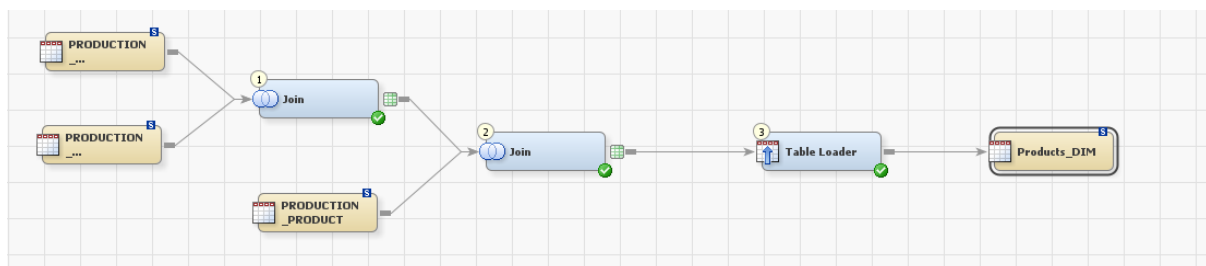 S
PRODUCTION
_...
1
Join
S
PRODUCTION
_...
2
Join
3
Table Loader
S
Products_DIM
S
PRODUCTION
_PRODUCT